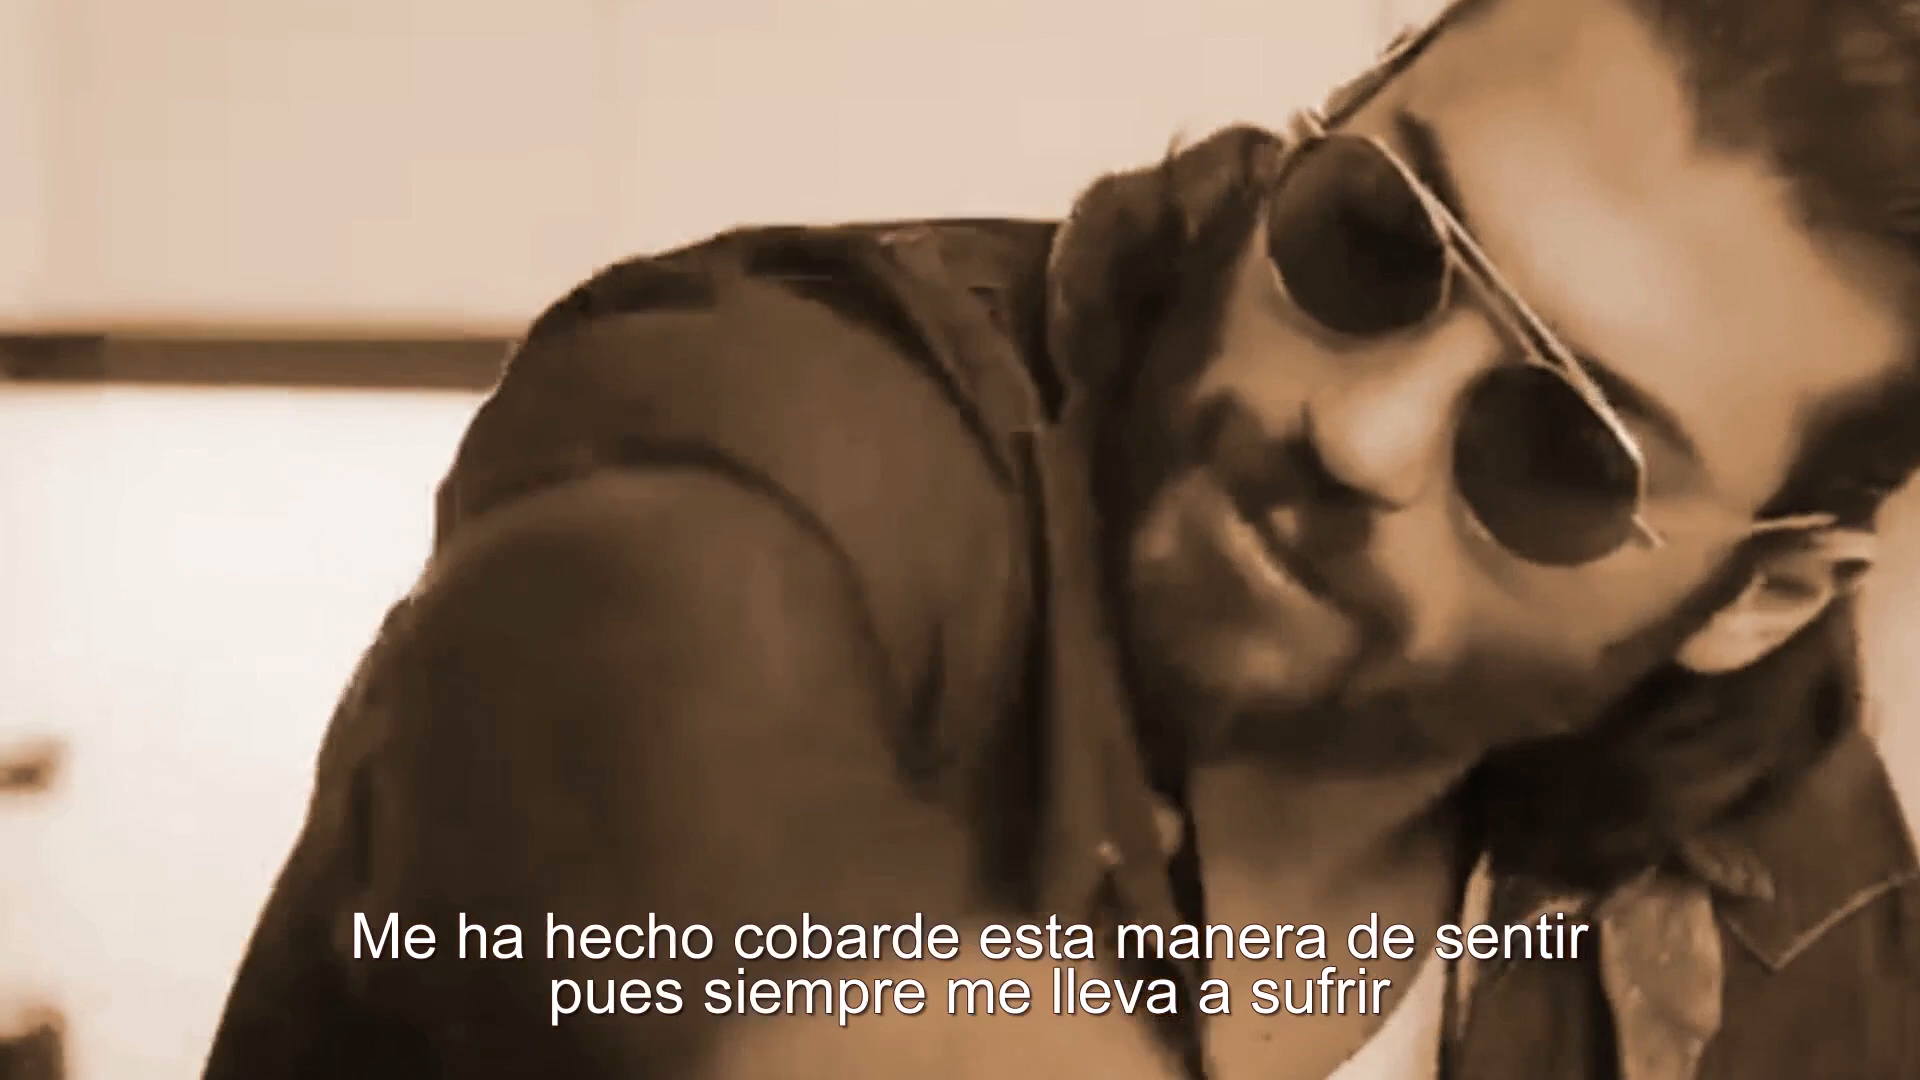 Me ha hecho cobarde esta manera de sentir
pues siempre me lleva a sufrir